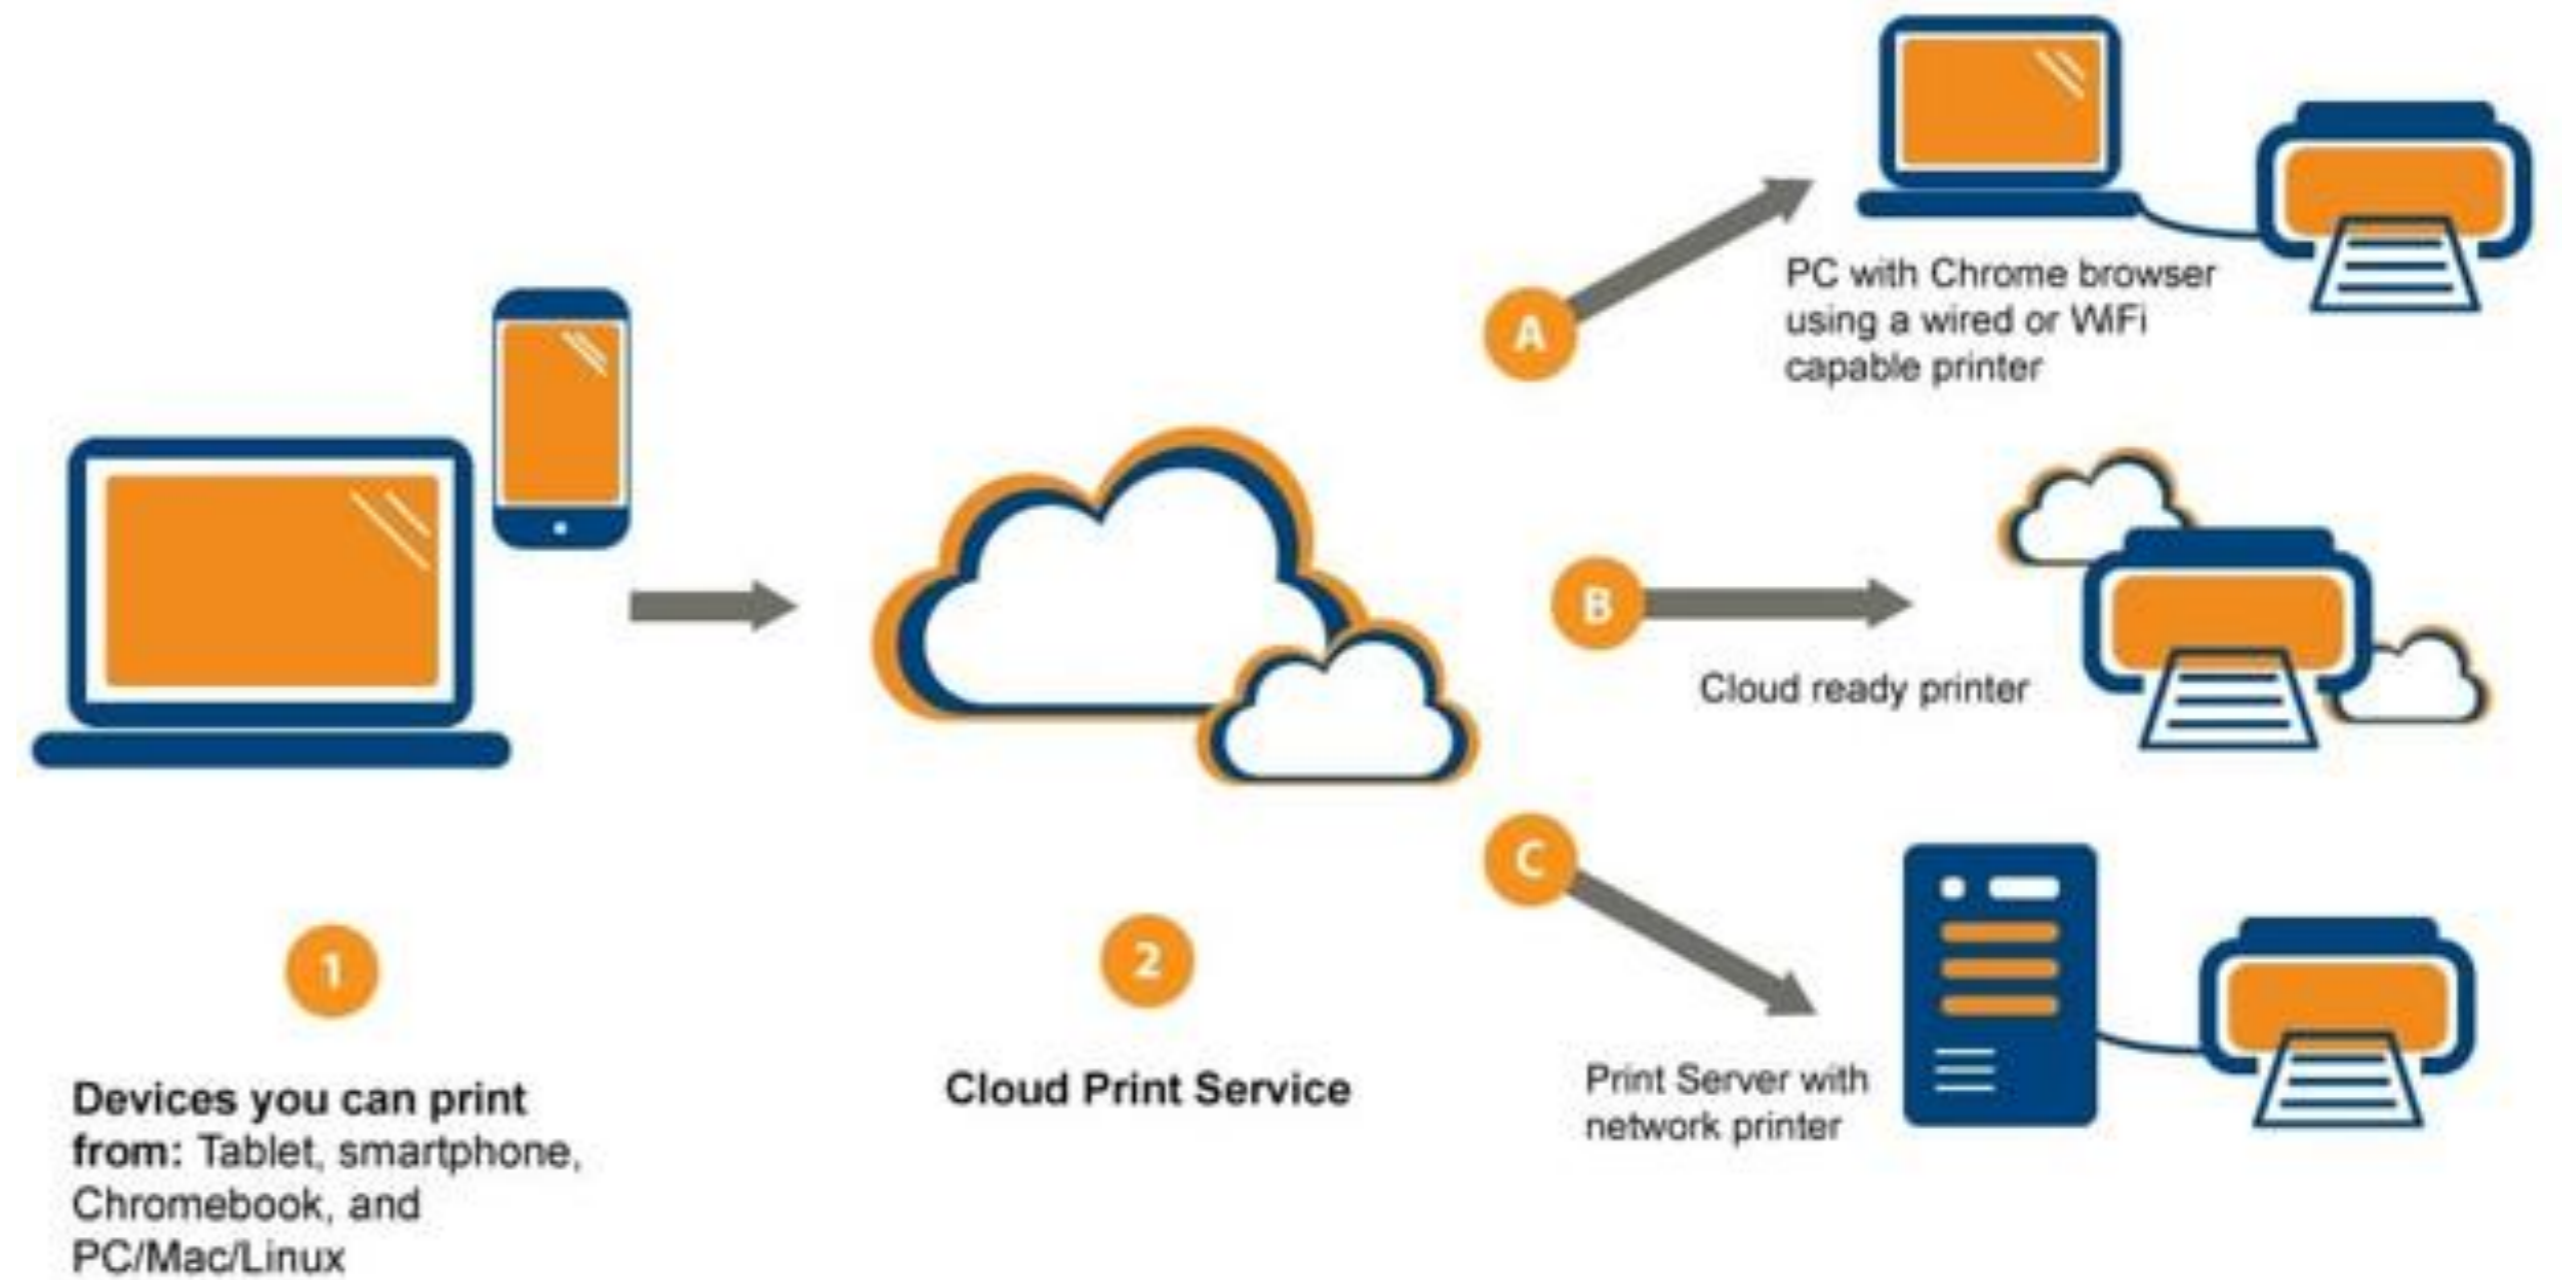 A
PC with Chrome browser
using a wired or WiFi
capable printer
B
Cloud ready printer
C
Print Server with
network printer
1
Devices you can print
from: Tablet, smartphone,
Chromebook, and
PC/Mac/Linux
2
Cloud Print Service